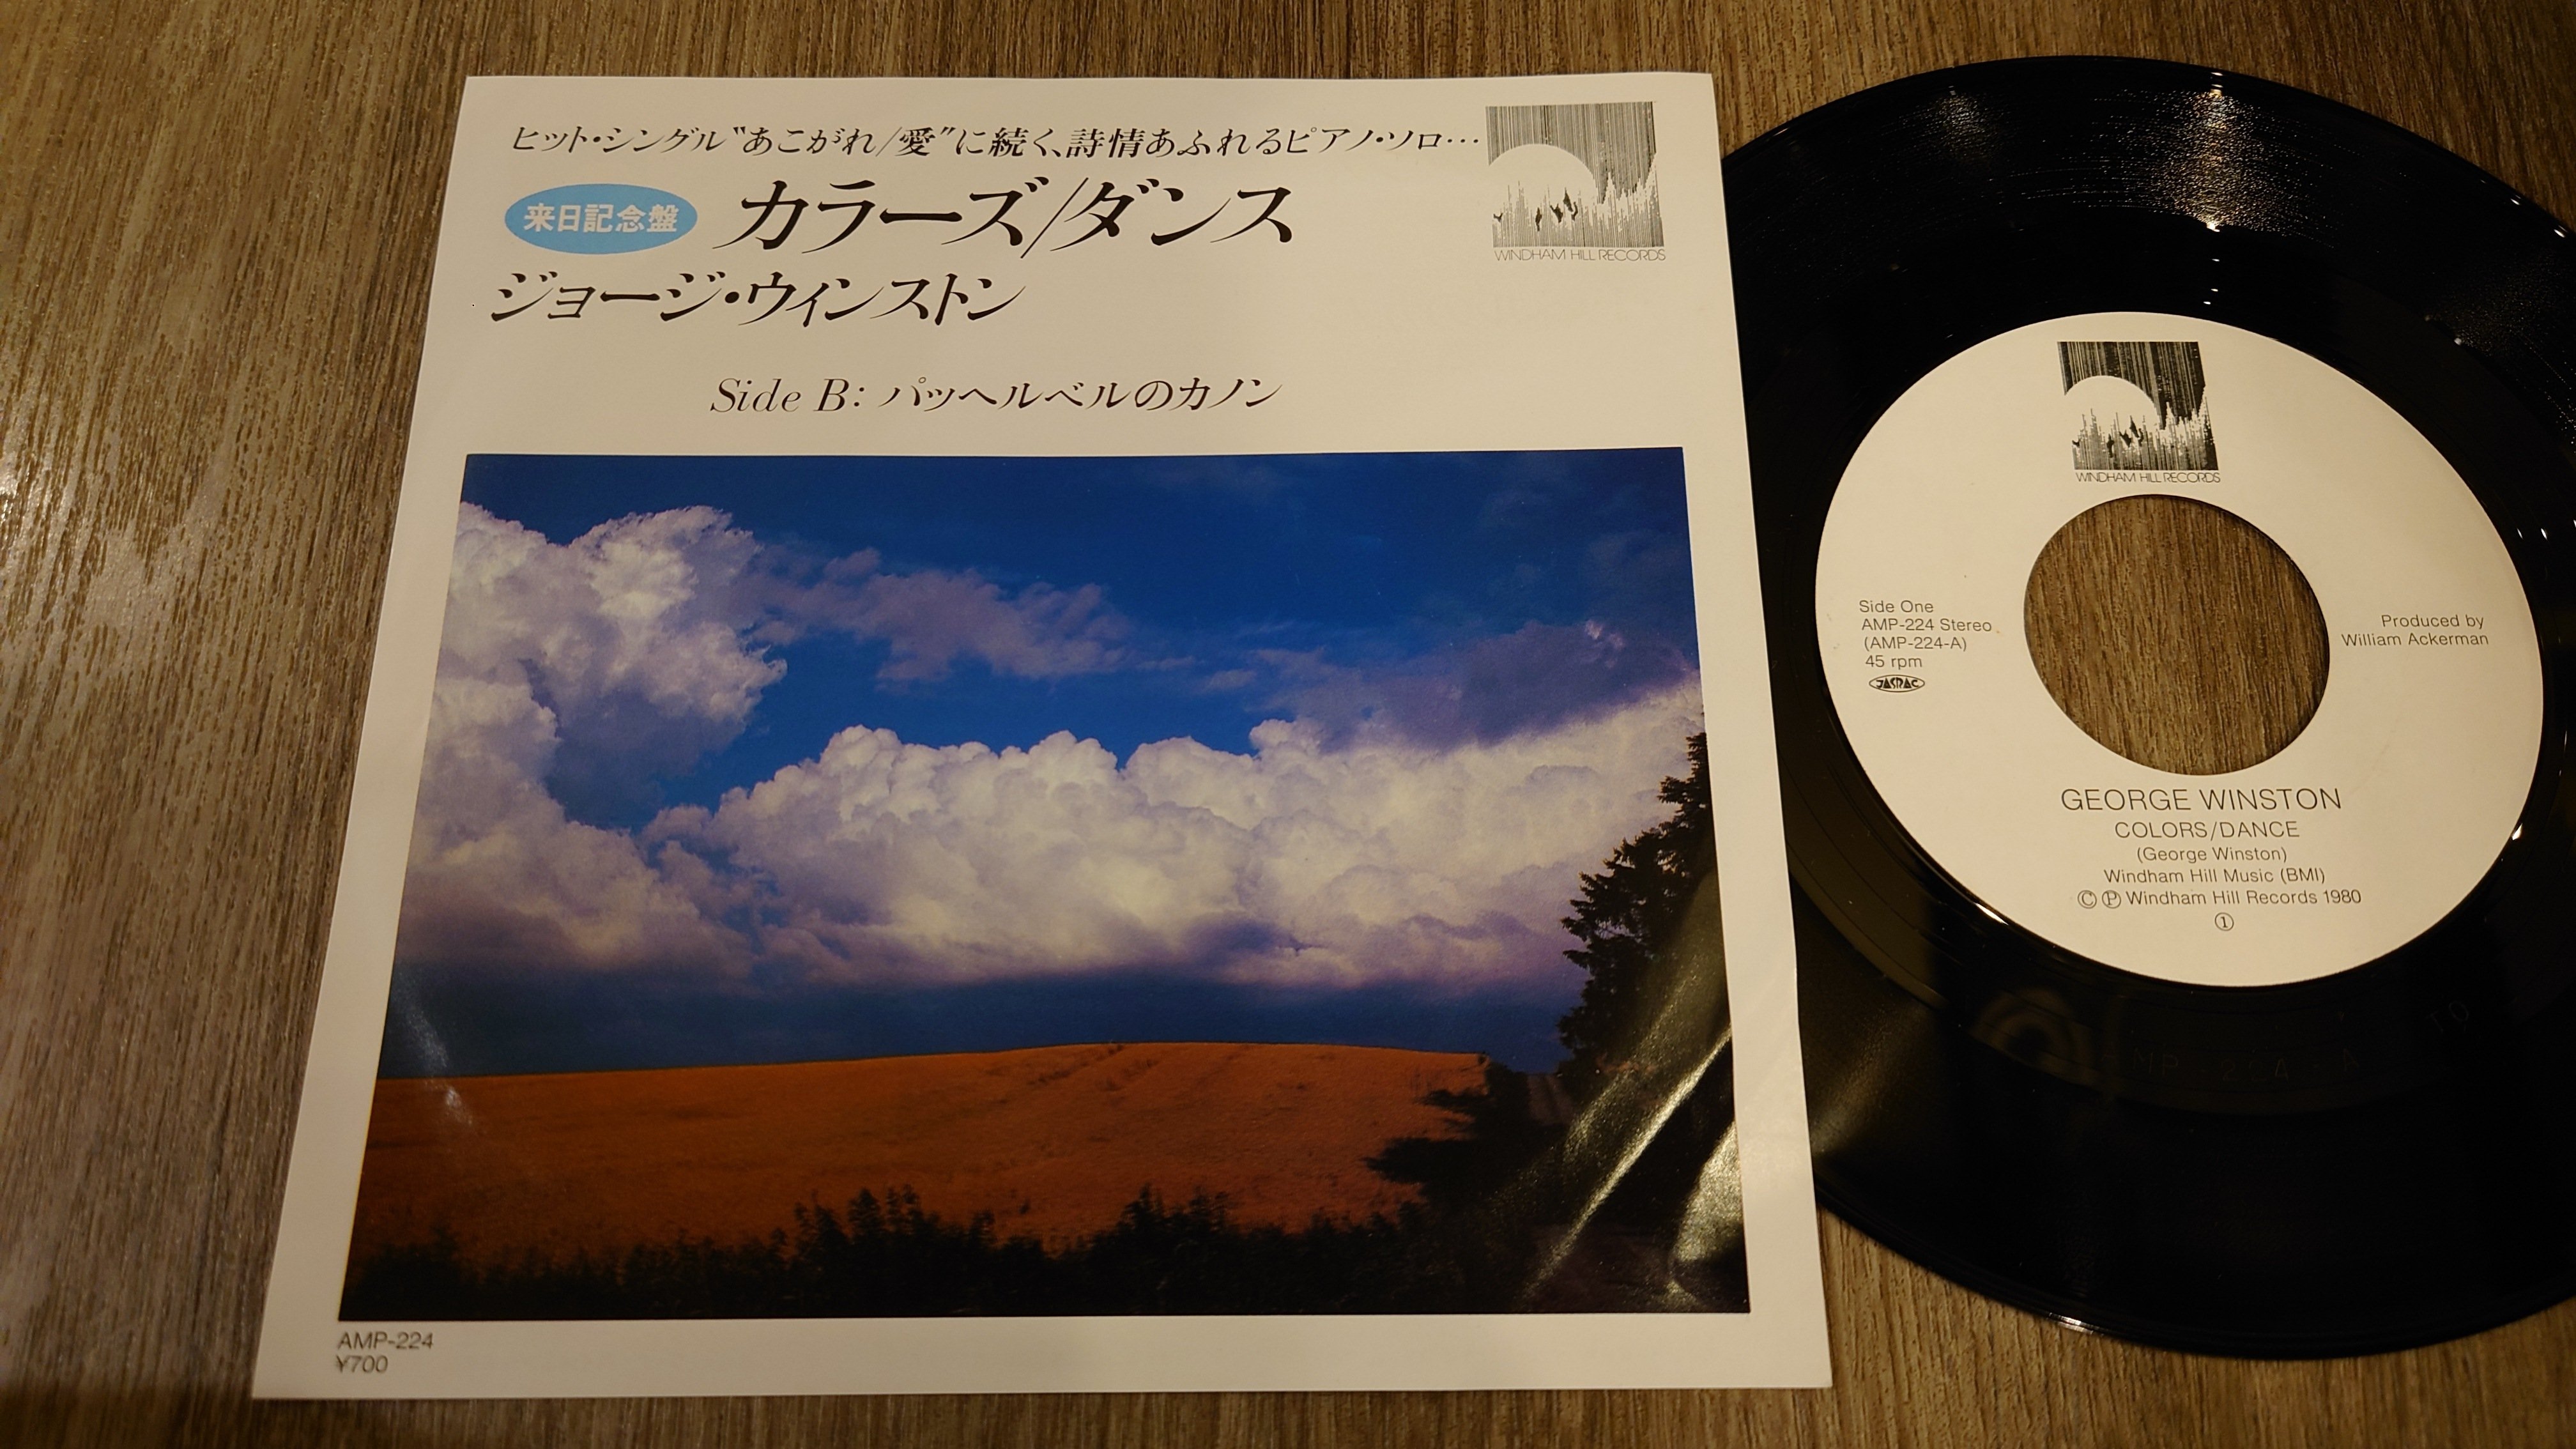 ヒット・シングル“あこがれ/愛”に続く、詩情あふれるピアノ・ソロ…
来日記念盤
カラーズ/ダンス
ジョージ・ウィンストン
WINDHAM HILL RECORDS
Side B: パッヘルベルのカノン
AMP-224
¥700
WINDHAM HILL RECORDS
Side One
AMP-224 Stereo
(AMP-224-A)
45 rpm
JASRAC
Produced by
William Ackerman
GEORGE WINSTON
COLORS/DANCE
(George Winston)
Windham Hill Music (BMI)
Ⓒ Ⓟ Windham Hill Records 1980
①